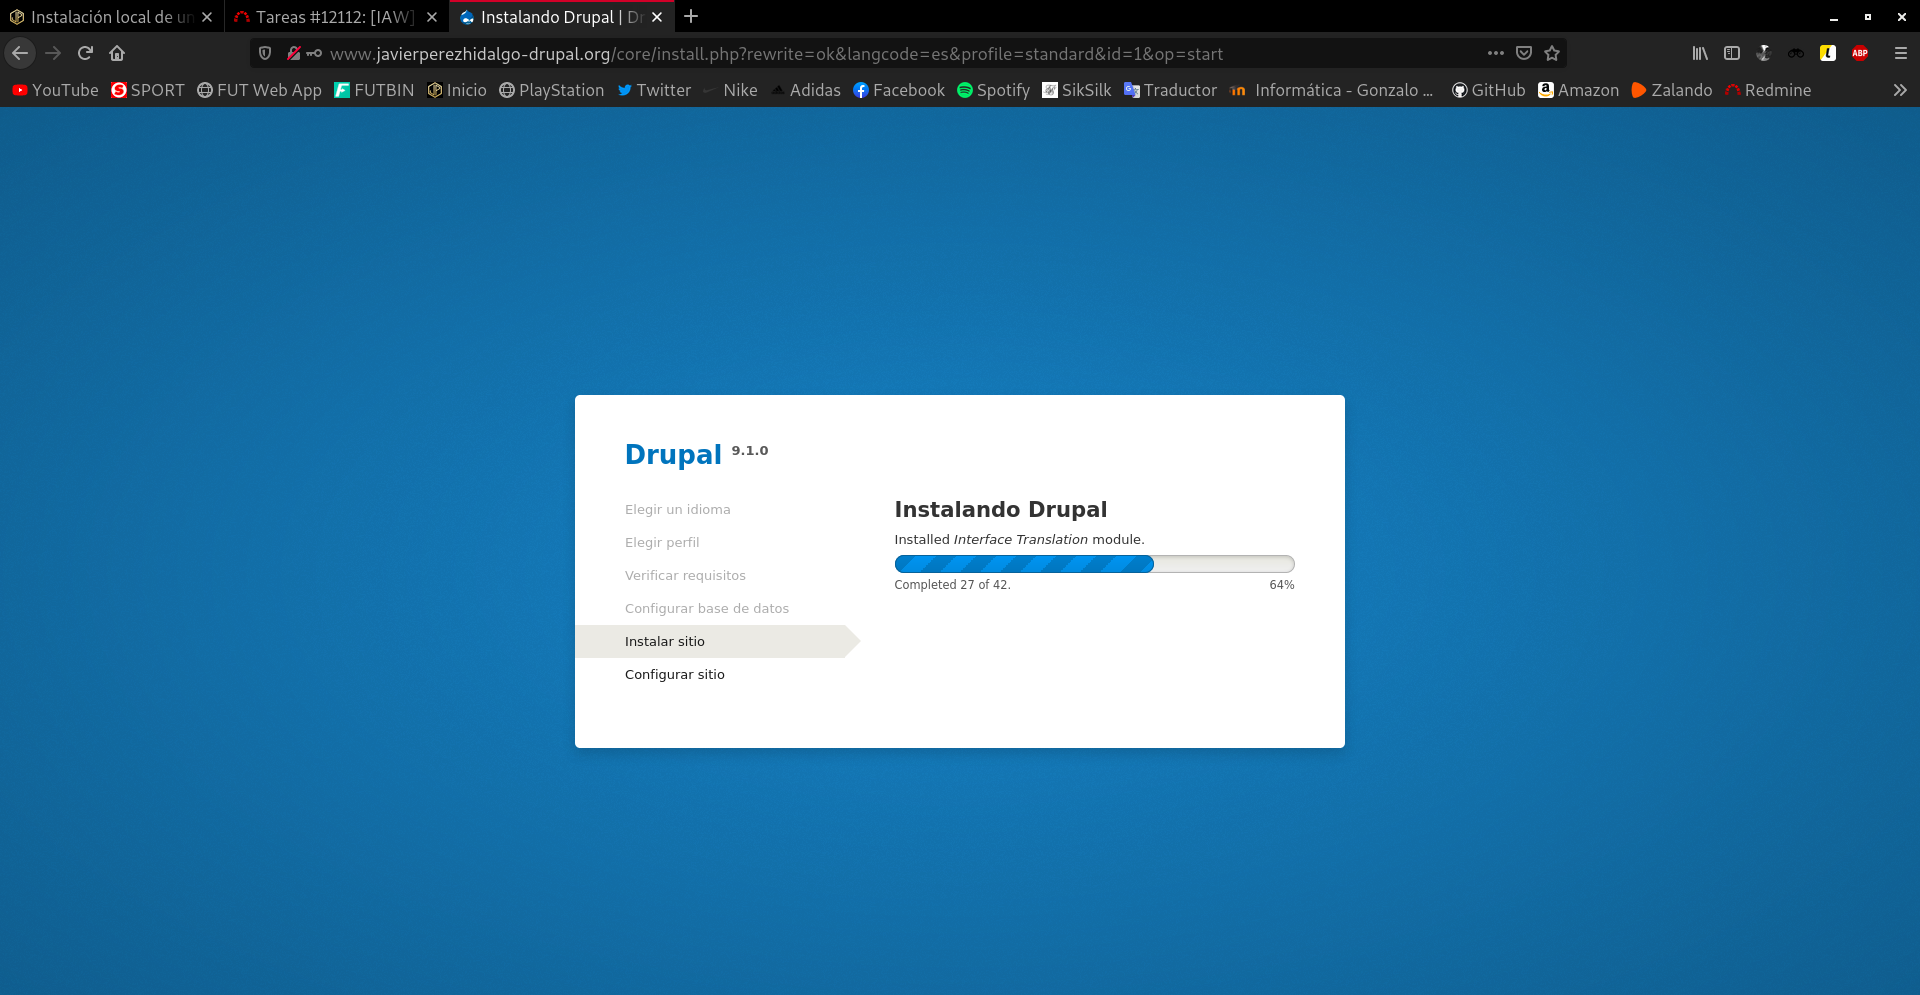 Instalación local de un
Tareas #12112: [IAW]
Instalando Drupal | Dr
www.javierperezhidalgo-drupal.org/core/install.php?rewrite=ok&langcode=es&profile=standard&id=1&op=start
ABP
YouTube SPORT FUT Web App FUTBIN Inicio PlayStation Twitter Nike Adidas Facebook Spotify SikSilk Traductor Informática - Gonzalo ... GitHub Amazon Zalando Redmine
Drupal 9.1.0
Elegir un idioma
Elegir perfil
Verificar requisitos
Configurar base de datos
Instalar sitio
Configurar sitio
Instalando Drupal
Installed Interface Translation module.
Completed 27 of 42. 64%